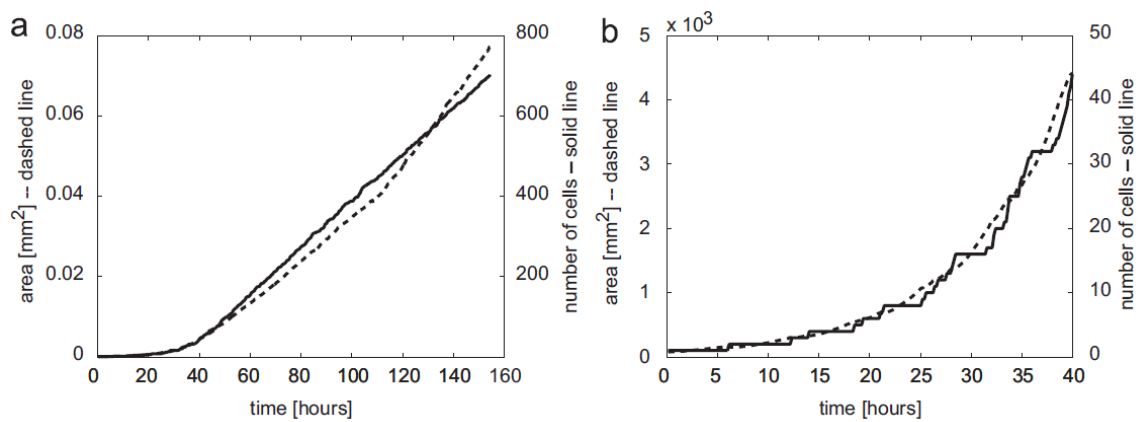 a
0.08
0.06
0.04
0.02
0
area [mm²] -- dashed line
800
600
400
200
0
number of cells – solid line
0 20 40 60 80 100 120 140 160
time [hours]
b
x 10³
5
4
3
2
1
0
area [mm²] -- dashed line
50
40
30
20
10
0
number of cells – solid line
0 5 10 15 20 25 30 35 40
time [hours]